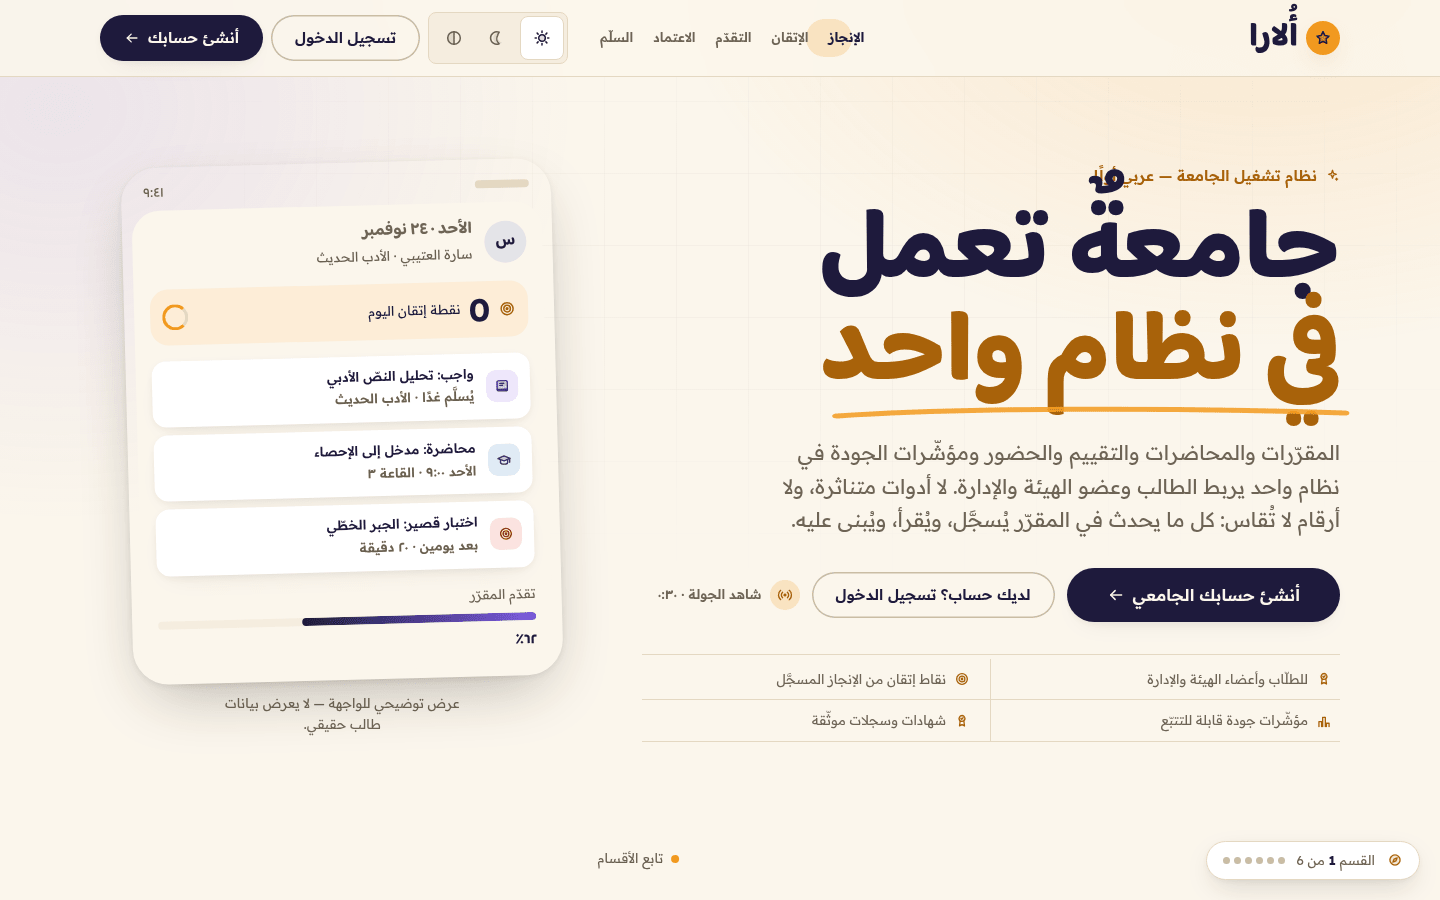 أُلارا
الإنجاز
الإتقان
التقدّم
الاعتماد
السلّم
تسجيل الدخول
أنشئ حسابك ←
نظام تشغيل الجامعة — عربي أولًا
جامعةٌ تعمل
في نظام واحد
المقرّرات والمحاضرات والتقييم والحضور ومؤشّرات الجودة في
نظام واحد يربط الطالب وعضو الهيئة والإدارة. لا أدوات متناثرة، ولا
أرقام لا تُقاس: كل ما يحدث في المقرّر يُسجَّل، ويُقرأ، ويُبنى عليه.
أنشئ حسابك الجامعي ←
لديك حساب؟ تسجيل الدخول
شاهد الجولة · ٠:٣٠
للطلّاب وأعضاء الهيئة والإدارة
نقاط إتقان من الإنجاز المسجَّل
مؤشّرات جودة قابلة للتتبّع
شهادات وسجلات موثّقة
٩:٤١
س
الأحد · ٢٤ نوفمبر
سارة العتيبي · الأدب الحديث
0 نقطة إتقان اليوم
واجب: تحليل النصّ الأدبي
يُسلَّم غدًا · الأدب الحديث
محاضرة: مدخل إلى الإحصاء
الأحد ٩:٠٠ · القاعة ٣
اختبار قصير: الجبر الخطّي
بعد يومين · ٢٠ دقيقة
تقدّم المقرّر
٦٢٪
عرض توضيحي للواجهة — لا يعرض بيانات
طالب حقيقي.
تابع الأقسام
القسم 1 من 6